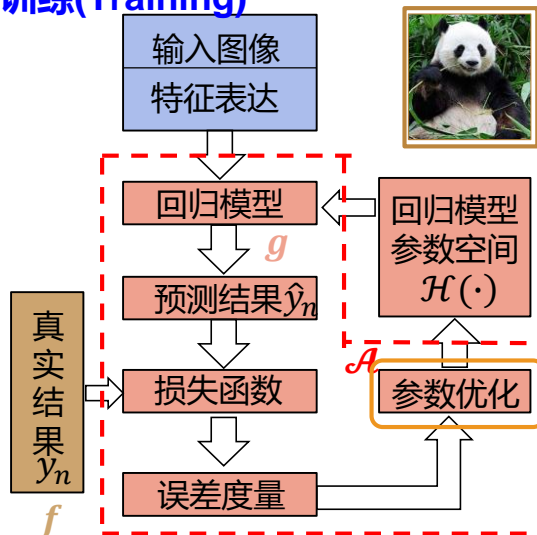 训练(Training)
输入图像
特征表达
回归模型
g
预测结果ŷₙ
真
实
结
果
yₙ
f
损失函数
误差度量
回归模型
参数空间
ℋ(·)
𝒜
参数优化